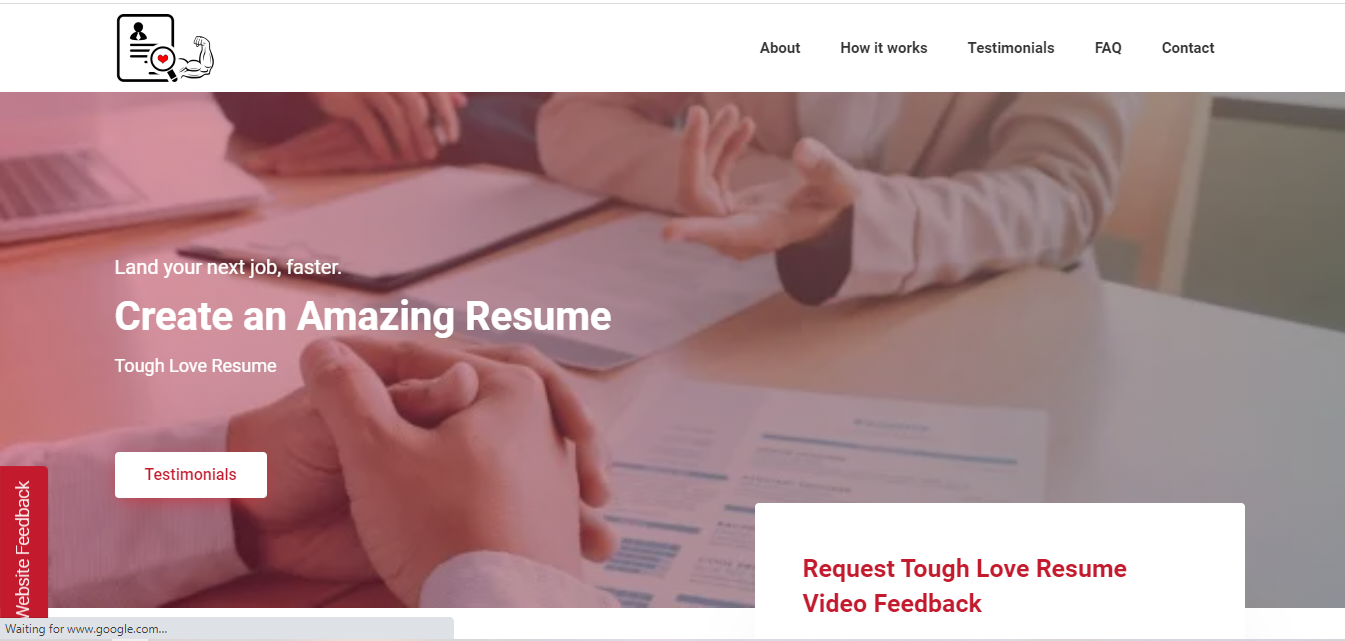 About
How it works
Testimonials
FAQ
Contact
Land your next job, faster.
Create an Amazing Resume
Tough Love Resume
Testimonials
Website Feedback
Request Tough Love Resume
Video Feedback
Waiting for www.google.com...